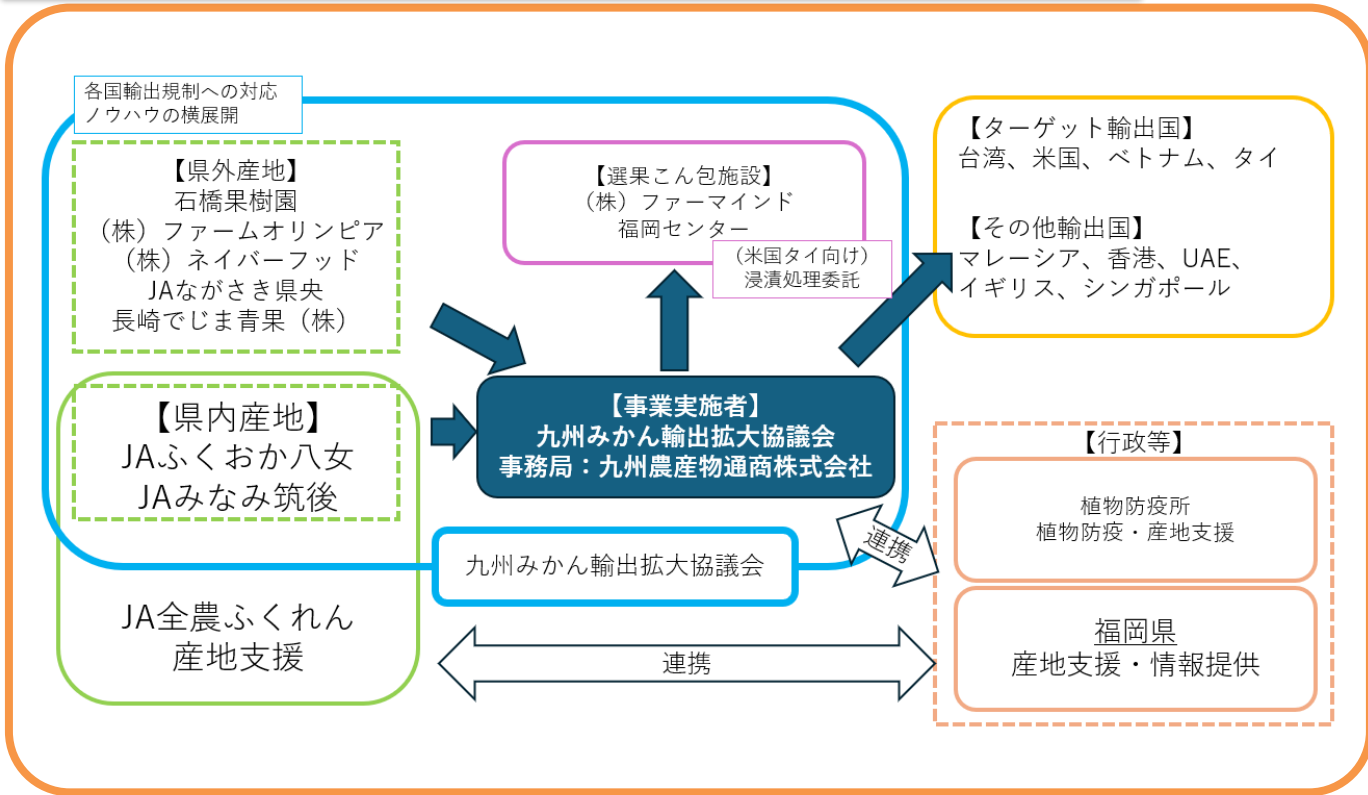 各国輸出規制への対応
ノウハウの横展開
【県外産地】
石橋果樹園
（株）ファームオリンピア
（株）ネイバーフッド
JAながさき県央
長崎でじま青果（株）
【県内産地】
JAふくおか八女
JAみなみ筑後
JA全農ふくれん
産地支援
【選果こん包施設】
（株）ファーマインド
福岡センター
（米国タイ向け）
浸漬処理委託
【事業実施者】
九州みかん輸出拡大協議会
事務局：九州農産物通商株式会社
九州みかん輸出拡大協議会
【ターゲット輸出国】
台湾、米国、ベトナム、タイ
【その他輸出国】
マレーシア、香港、UAE、
イギリス、シンガポール
連携
連携
【行政等】
植物防疫所
植物防疫・産地支援
福岡県
産地支援・情報提供